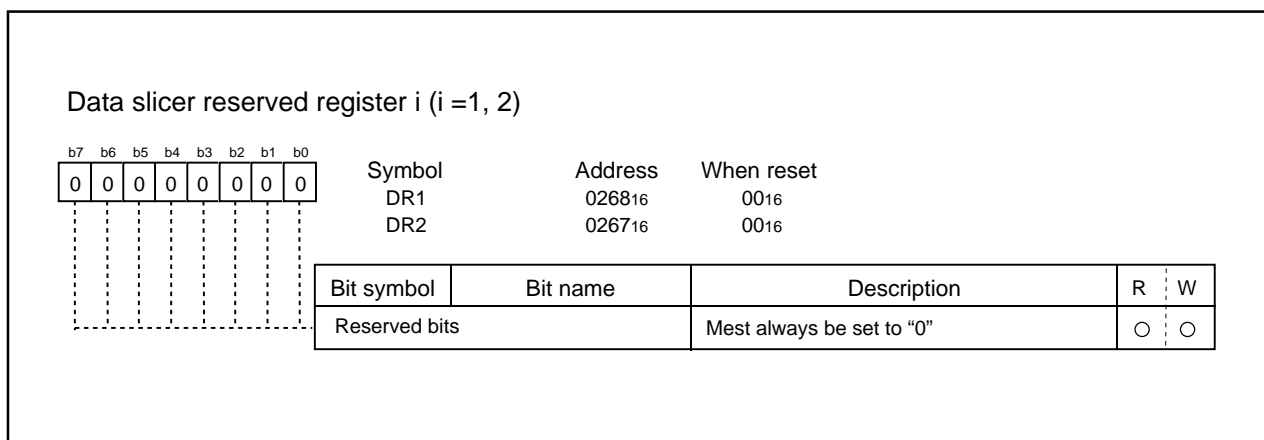 Data slicer reserved register i (i =1, 2)
b7 b6 b5 b4 b3 b2 b1 b0
0 0 0 0 0 0 0 0
Symbol Address When reset
DR1 026816 0016
DR2 026716 0016
Bit symbol Bit name Description R W
Reserved bits Mest always be set to “0” ○ ○